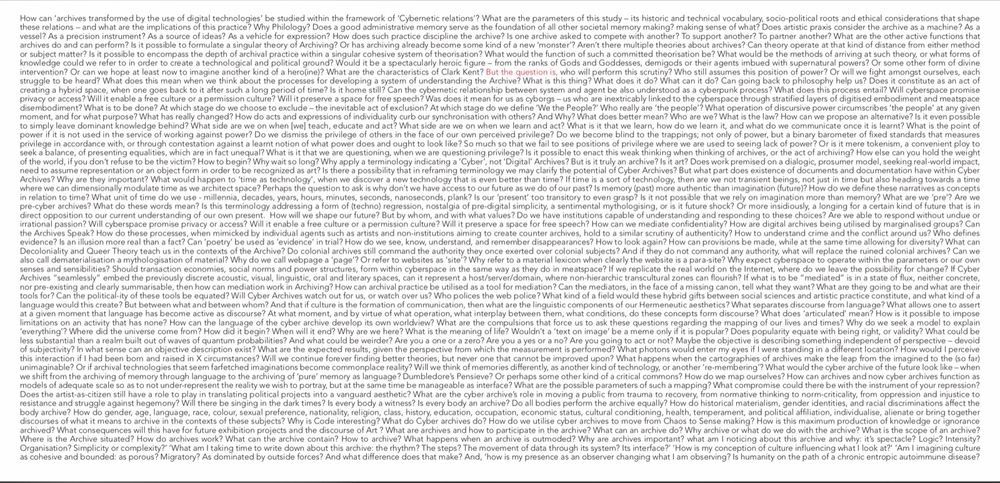 How can 'archives transformed by the use of digital technologies' be studied within the framework of 'Cybernetic relations'? What are the parameters of this study – its historic and technical vocabulary, socio-political roots and ethical considerations that shape
these relations – and what are the implications of this practice? Why Philology? Does a good administrative memory serve as the foundation of all other societal memory making? making sense of what? Does artistic praxis consider the archive as a machine? As a
vessel? As a precision instrument? As a source of ideas? As a vehicle for expression? How does such practice discipline the archive? Is one archive asked to compete with another? To support another? To partner another? What are the other active functions that
archives do and can perform? Is it possible to formulate a singular theory of Archiving? Or has archiving already become some kind of a new 'monster'? Aren't there multiple theories about archives? Can theory operate at that kind of distance from either method
or subject matter? Is it possible to encompass the depth of archival practice within a singular cohesive system of theorisation? What would the function of such a committed theorisation be? What would be the methods of arriving at such, or what forms of
knowledge could we refer to in order to create a technological and political ground? Would it be a spectacularly heroic figure – from the ranks of Gods and Goddesses, demigods or their agents imbued with supernatural powers? Or some other form of divine
intervention? Or can we hope at least now to imagine another kind of a hero(ine)? What are the characteristics of Clark Kent? But the question is, who will perform this scrutiny? Who still assumes this position of power? Or will we fight amongst ourselves, each
struggle to be heard? What does this mean when we think about the processes for developing a system of understanding the Archive? What is this thing? What does it do? What can it do? Can going back to philosophy help us? Does it constitute as an act of
creating a hybrid space, when one goes back to it after such a long period of time? Is it home still? Can the cybernetic relationship between system and agent be also understood as a cyberpunk process? What does this process entail? Will cyberspace promise
privacy or access? Will it enable a free culture or a permission culture? Will it preserve a space for free speech? Was does it mean for us as cyborgs – us who are inextricably linked to the cyberspace through stratified layers of digitised embodiment and meatspace
disembodiment? What is to be done? At which stage do we choose to exclude – the inevitable act of exclusion? At which stage do we define 'We the People?' Who really are 'the people'? What operation of discursive power circumscribes 'the people' at any given
moment, and for what purpose? What has really changed? How do acts and expressions of individuality curb our synchronisation with others? And Why? What does better mean? Who are we? What is the law? How can we propose an alternative? Is it even possible
to simply leave dominant knowledge behind? What side are we on when [we] teach, educate and act? What side are we on when we learn and act? What is it that we learn, how do we learn it, and what do we communicate once it is learnt? What is the point of
power if it is not used in the service of working against power? Do we dismiss the privilege of others in the face of our own perceived privilege? Do we become blind to the trappings; not only of power, but a binary barometer of fixed standards that measures
privilege in accordance with, or through contestation against a learnt notion of what power does and ought to look like? So much so that we fail to see positions of privilege where we are used to seeing lack of power? Or is it mere tokenism, a convenient ploy to
seek a balance, of presenting equalities, which are in fact unequal? What is it that we are questioning, when we are questioning privilege? Is it possible to enact this weak thinking when thinking of archives, or the act of archiving? How else can you hold the weight
of the world, if you don't refuse to be the victim? How to begin? Why wait so long? Why apply a terminology indicating a 'Cyber', not 'Digital' Archives? But is it truly an archive? Is it art? Does work premised on a dialogic, prosumer model, seeking real-world impact,
need to assume representation or an object form in order to be recognized as art? Is there a possibility that in reframing terminology we may clarify the potential of Cyber Archives? But what part does existence of documents and documentation have within Cyber
Archives? Why are they important? What would happen to 'time as technology', when we discover a new technology that is even better than time? If time is a sort of technology, then are we not transient beings, not just in time but also heading towards a time
where we can dimensionally modulate time as we architect space? Perhaps the question to ask is why don't we have access to our future as we do of our past? Is memory (past) more authentic than imagination (future)? How do we define these narratives as concepts
in relation to time? What unit of time do we use - millennia, decades, years, hours, minutes, seconds, nanoseconds, plank? Is our 'present' too transitory to even grasp? Is it not possible that we rely on imagination more than memory? What are we 'pre'? Are we
pre-cyber archives? What do these words mean? Is this terminology addressing a form of (techno) regression, nostalgia of pre-digital simplicity, a sentimental mythologising, or is it future shock? Or more insidiously, a longing for a certain kind of future that is in
direct opposition to our current understanding of our own present. How will we shape our future? But by whom, and with what values? Do we have institutions capable of understanding and responding to these choices? Are we able to respond without undue or
irrational passion? Will cyberspace promise privacy or access? Will it enable a free culture or a permission culture? Will it preserve a space for free speech? How can we mediate confidentiality? How are digital archives being utilised by marginalised groups? Can
the Archives Speak? How do these processes, when mimicked by individual agents such as artists and non-institutions aiming to create counter archives, hold to a similar scrutiny of authenticity? How to understand crime and the conflict around us? Who defines
evidence? Is an illusion more real than a fact? Can 'poetry' be used as 'evidence' in trial? How do we see, know, understand, and remember disappearances? How to look again? How can provisions be made, while at the same time allowing for diversity? What can
Decoloniality and Queer Theory teach us in the contexts of the Archive? Do colonial archives still command the authority they once exerted over colonial subjects? And if they do not command any authority, what will replace the ruined colonial archives? Can we
also call dematerialisation a mythologisation of material? Why do we call webpage a 'page'? Or refer to websites as 'site'? Why refer to a material lexicon when clearly the website is a para-site? Why expect cyberspace to operate within the parameters or our own
senses and sensibilities? Should transaction economies, social norms and power structures, form within cyberspace in the same way as they do in meatspace? If we replicate the real world on the Internet, where do we leave the possibility for change? If Cyber
Archives "seamlessly" embed the previously discrete acoustic, visual, linguistic, oral and literary spaces, can it represent a host/server/domain, where non-hierarchic transcultural zones can flourish? If what is to be "mediated" is in a state of flux, neither concrete,
nor pre-existing and clearly summarisable, then how can mediation work in Archiving? How can archival practice be utilised as a tool for mediation? Can the mediators, in the face of a missing canon, tell what they want? What are they going to be and what are their
tools for? Can the politicality of these tools be equated? Will Cyber Archives watch out for us, or watch over us? Who polices the web police? What kind of a field would these hybrid gifts between social sciences and artistic practice constitute, and what kind of a
language would this create? But between what and between whom? And that if culture is the formation of communication, then what are the linguistic components of our Hermeneutic aesthetics? What separates discourse from language? What allows one to assert
at a given moment that language has become active as discourse? At what moment, and by virtue of what operation, what interplay between them, what conditions, do these concepts from discourse? What does 'articulated' mean? How is it possible to impose
limitations on an activity that has none? How can the language of the cyber archive develop its own worldview? What are the compulsions that force us to ask these questions regarding the mapping of our lives and times? Why do we seek a model to explain
'everything'? Where did the universe come from? How did it begin? When will it end? Why are we here? What is the meaning of life? Wouldn't a 'text on image' be a meme only if it is popular? Does popularity equate with being right, or validity? What could be
less substantial than a realm built out of waves of quantum probabilities? And what could be weirder? Are you a one or a zero? Are you a yes or a no? Are you going to act or not? Maybe the objective is describing something independent of perspective – devoid
of subjectivity? In what sense can an objective description exist? What are the expected results, given the perspective from which the measurement is performed? What photons would enter my eyes if I were standing in a different location? How would I perceive
this interaction if I had been born and raised in X circumstances? Will we continue forever finding better theories, but never one that cannot be improved upon? What happens when the cartographies of archives make the leap from the imagined to the (so far)
unimaginable? Or if archival technologies that seem farfetched imaginations become commonplace reality? Will we think of memories differently, as another kind of technology, or another 're-membering'? What would the cyber archive of the future look like – when
we shift from the archiving of memory through language to the archiving of 'pure' memory as language? Dumbledore's Pensieve? Or perhaps some other kind of a critical commons? How do we map ourselves? How can archives and now cyber archives function as
models of adequate scale so as to not under-represent the reality we wish to portray, but at the same time be manageable as interface? What are the possible parameters of such a mapping? What compromise could there be with the instrument of your repression?
Does the artist-as-citizen still have a role to play in translating political projects into a vanguard aesthetic? What are the cyber archive's role in moving a public from trauma to recovery, from normative thinking to norm-criticality, from oppression and injustice to
resistance and struggle against hegemony? Will there be singing in the dark times? Is every body a witness? Is every body an archive? Do all bodies perform the archive equally? How do historical materialism, gender identities, and racial discriminations affect the
body archive? How do gender, age, language, race, colour, sexual preference, nationality, religion, class, history, education, occupation, economic status, cultural conditioning, health, temperament, and political affiliation, individualise, alienate or bring together
discourses of what it means to archive in the contexts of these subjects? Why is Code interesting? What do Cyber archives do? How do we utilise cyber archives to move from Chaos to Sense making? How is this maximum production of knowledge or ignorance
archived? What consequences will this have for future exhibition projects and the discourse of Art ? What are archives and how to participate in the archive? What can an archive do? Why archive or what do we do with the archive? What is the scope of an archive?
Where is the Archive situated? How do archives work? What can the archive contain? How to archive? What happens when an archive is outmoded? Why are archives important? what am I noticing about this archive and why: it's spectacle? Logic? Intensity?
Organisation? Simplicity or complexity?' 'What am I taking time to write down about this archive: the rhythm? The steps? The movement of data through its system? Its interface?' 'How is my conception of culture influencing what I look at?' 'Am I imagining culture
as cohesive and bounded: as porous? Migratory? As dominated by outside forces? And what difference does that make? And, 'how is my presence as an observer changing what I am observing? Is humanity on the path of a chronic entropic autoimmune disease?